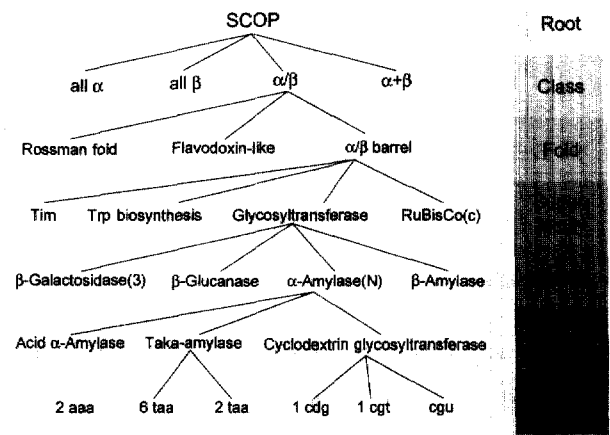 SCOP Root
all α all β α/β α+β Class
Rossman fold Flavodoxin-like α/β barrel Fold
Tim Trp biosynthesis Glycosyltransferase RuBisCo(c)
β-Galactosidase(3) β-Glucanase α-Amylase(N) β-Amylase
Acid α-Amylase Taka-amylase Cyclodextrin glycosyltransferase
2 aaa 6 taa 2 taa 1 cdg 1 cgt cgu